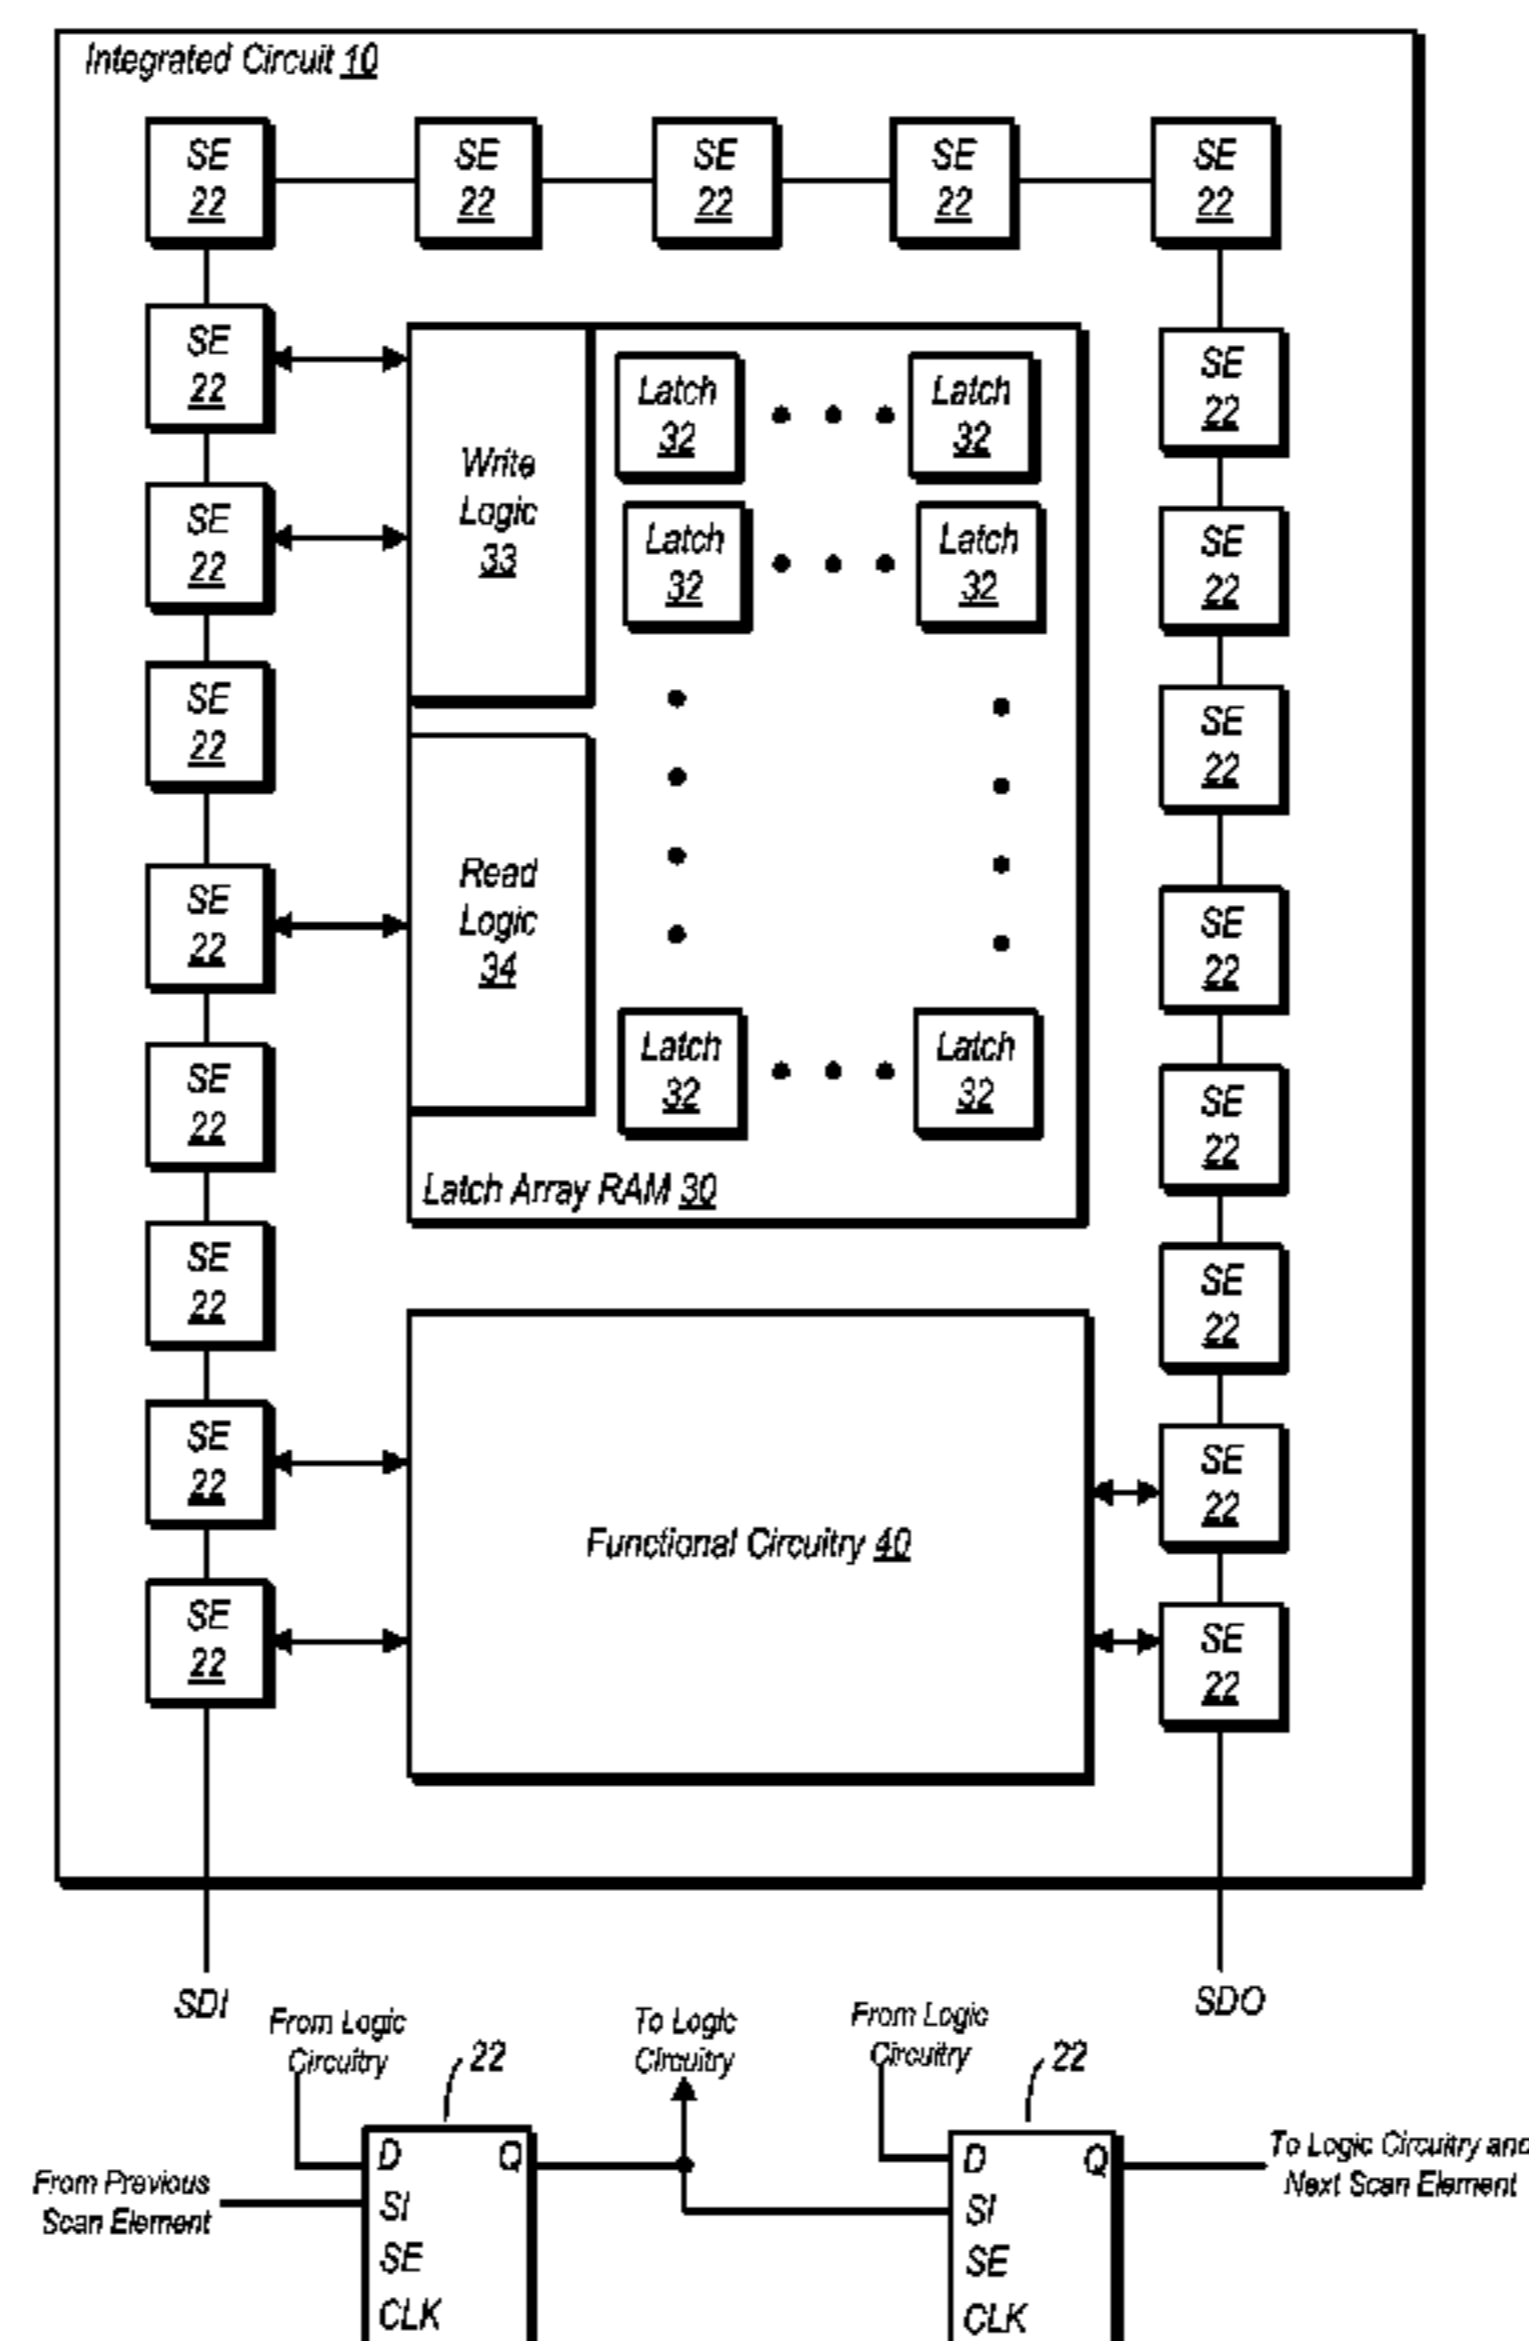 Integrated Circuit 10
SE
22
SE
22
SE
22
SE
22
SE
22
SE
22
SE
22
SE
22
SE
22
SE
22
SE
22
SE
22
SE
22
Write
Logic
33
Read
Logic
34
Latch
32
Latch
32
Latch
32
Latch
32
Latch
32
Latch
32
Latch Array RAM 30
Functional Circuitry 40
SE
22
SE
22
SE
22
SE
22
SE
22
SE
22
SE
22
SE
22
SDI
SDO
From Logic
Circuitry
22
To Logic
Circuitry
From Logic
Circuitry
22
From Previous
Scan Element
D
Q
SI
SE
CLK
D
Q
SI
SE
CLK
To Logic Circuitry and
Next Scan Element